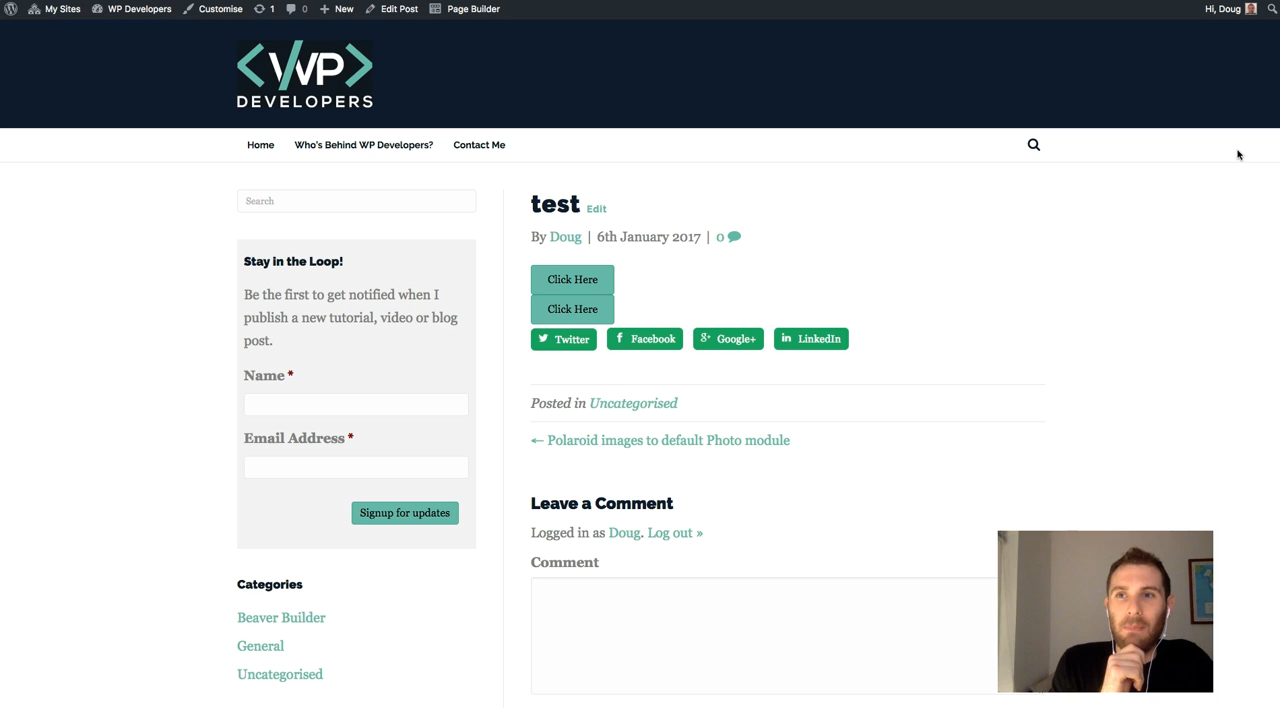 My Sites WP Developers Customise 1 0 New Edit Post Page Builder Hi, Doug
<WP>
DEVELOPERS
Home Who's Behind WP Developers? Contact Me
Search
Stay in the Loop!
Be the first to get notified when I
publish a new tutorial, video or blog
post.
Name *
Email Address *
Signup for updates
Categories
Beaver Builder
General
Uncategorised
test Edit
By Doug | 6th January 2017 | 0
Click Here
Click Here
Twitter Facebook Google+ LinkedIn
Posted in Uncategorised
← Polaroid images to default Photo module
Leave a Comment
Logged in as Doug. Log out »
Comment